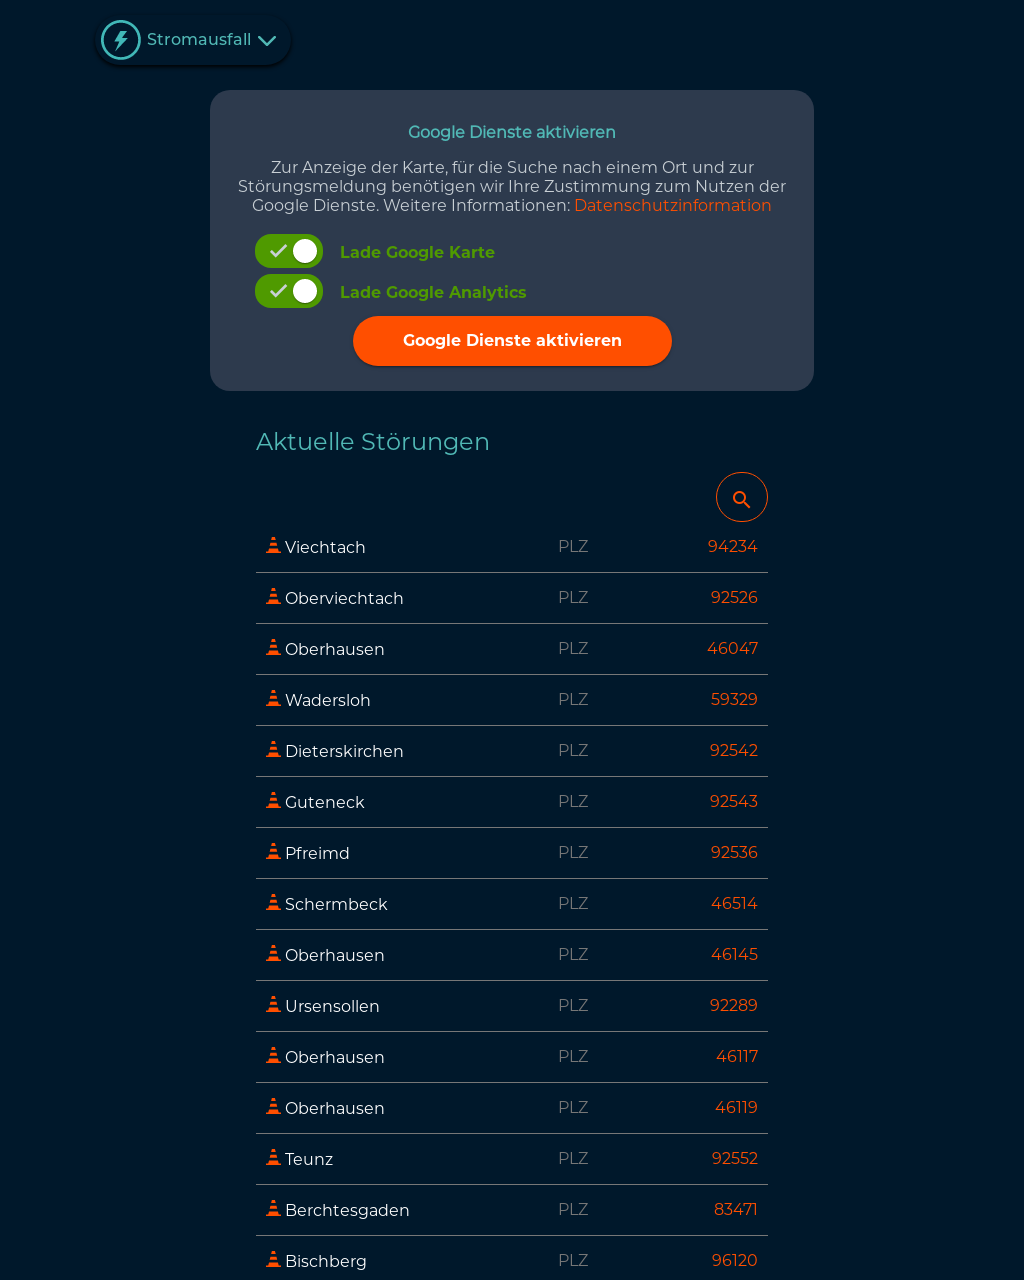 Stromausfall
Google Dienste aktivieren
Zur Anzeige der Karte, für die Suche nach einem Ort und zur
Störungsmeldung benötigen wir Ihre Zustimmung zum Nutzen der
Google Dienste. Weitere Informationen: Datenschutzinformation
Lade Google Karte
Lade Google Analytics
Google Dienste aktivieren
Aktuelle Störungen
Viechtach PLZ 94234
Oberviechtach PLZ 92526
Oberhausen PLZ 46047
Wadersloh PLZ 59329
Dieterskirchen PLZ 92542
Guteneck PLZ 92543
Pfreimd PLZ 92536
Schermbeck PLZ 46514
Oberhausen PLZ 46145
Ursensollen PLZ 92289
Oberhausen PLZ 46117
Oberhausen PLZ 46119
Teunz PLZ 92552
Berchtesgaden PLZ 83471
Bischberg PLZ 96120